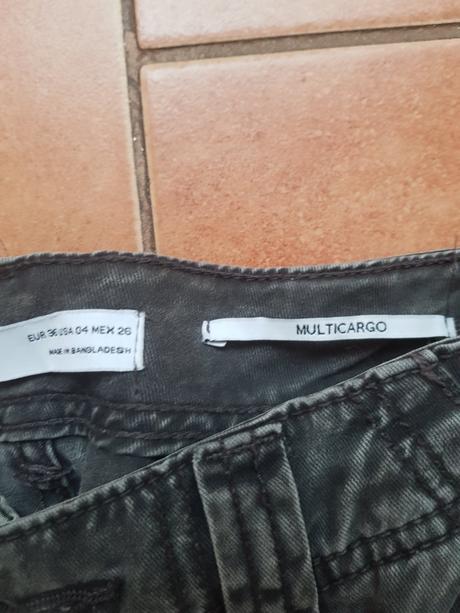 EUR 36 USA 04 MEX 26
MADE IN BANGLADESH
MULTICARGO